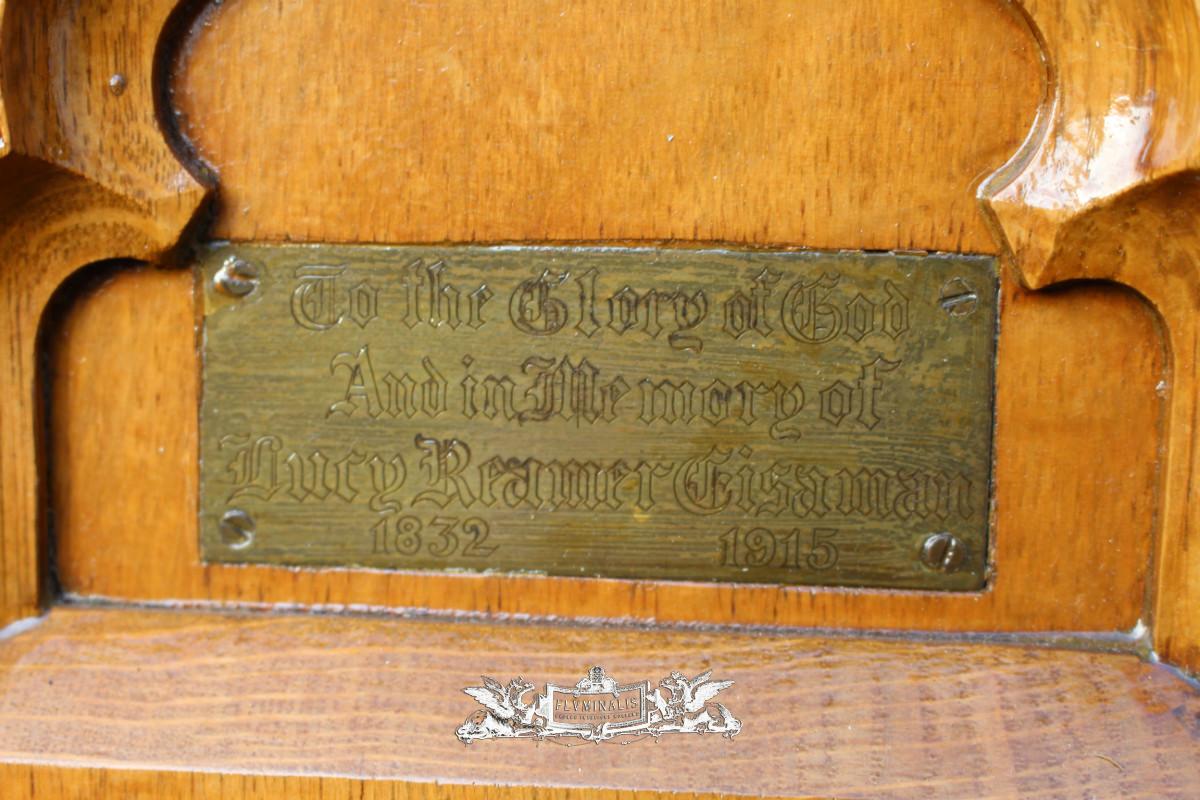 To the Glory of God
And in Memory of
Lucy Reamer Eisaman
1832 1915
FLVMINALIS